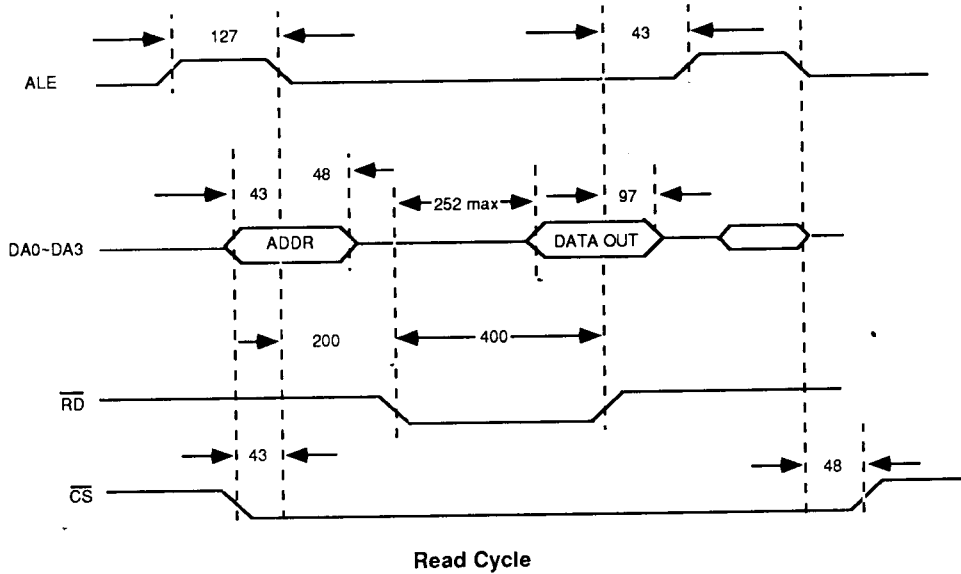 127
43
ALE
43
48
252 max
97
DA0~DA3
ADDR
DATA OUT
200
400
RD
43
48
CS
Read Cycle